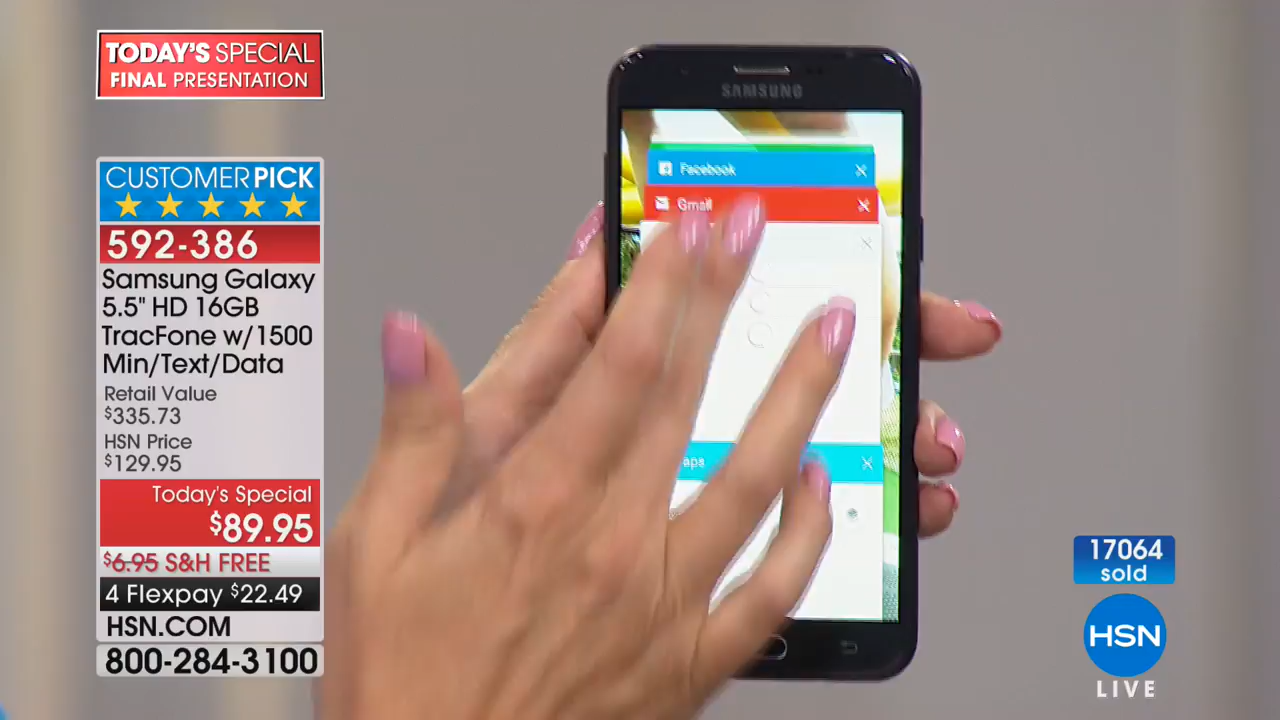 TODAY'S SPECIAL
FINAL PRESENTATION
CUSTOMER PICK
592-386
Samsung Galaxy
5.5" HD 16GB
TracFone w/1500
Min/Text/Data
Retail Value
$335.73
HSN Price
$129.95
Today's Special
$89.95
$6.95 S&H FREE
4 Flexpay $22.49
HSN.COM
800-284-3100
SAMSUNG
Facebook
Gmail
aps
17064
sold
HSN
LIVE